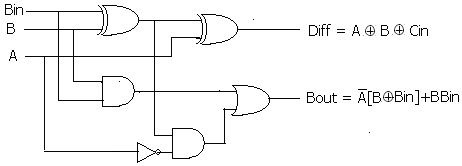 Bin
B
A
Diff = A ⊕ B ⊕ Cin
Bout = A̅[B⊕Bin]+BBin